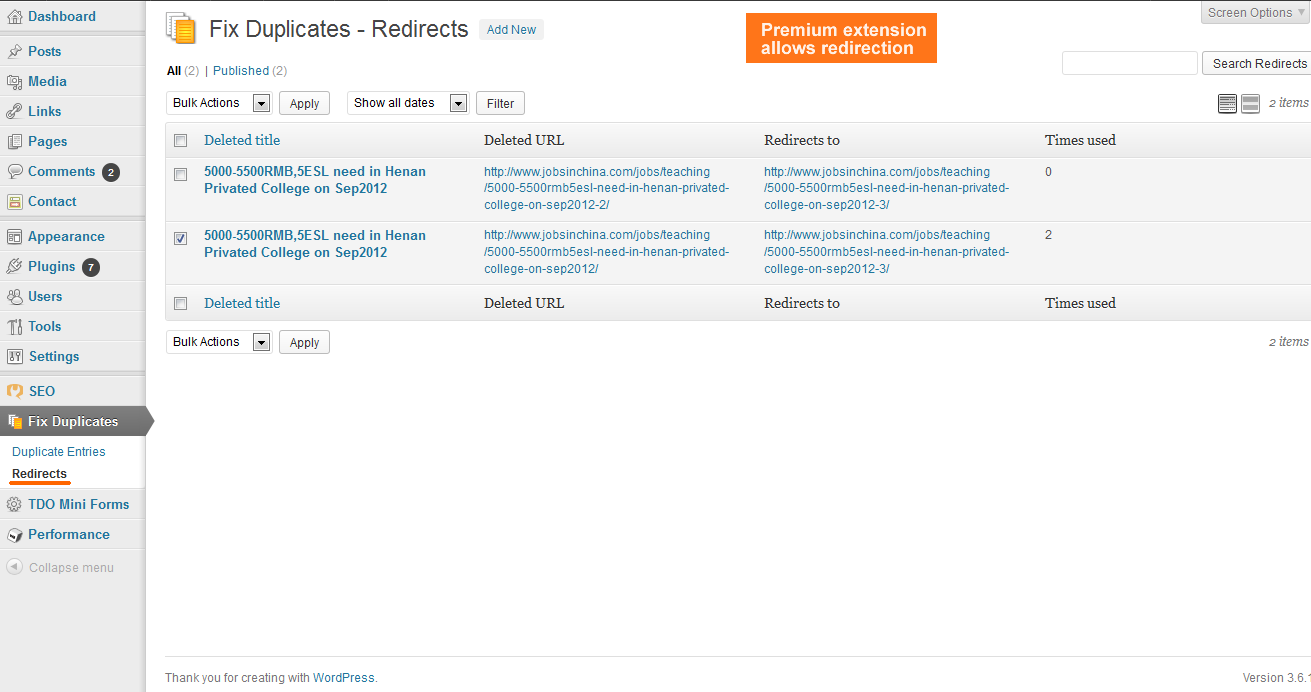 Dashboard
Posts
Media
Links
Pages
Comments 2
Contact
Appearance
Plugins 7
Users
Tools
Settings
SEO
Fix Duplicates
Duplicate Entries
Redirects
TDO Mini Forms
Performance
Collapse menu
Screen Options
Fix Duplicates - Redirects Add New
Premium extension
allows redirection
All (2) | Published (2)
Search Redirects
Bulk Actions Apply Show all dates Filter 2 items
Deleted title Deleted URL Redirects to Times used
5000-5500RMB,5ESL need in Henan
Privated College on Sep2012
http://www.jobsinchina.com/jobs/teaching
/5000-5500rmb5esl-need-in-henan-privated-
college-on-sep2012-2/
http://www.jobsinchina.com/jobs/teaching
/5000-5500rmb5esl-need-in-henan-privated-
college-on-sep2012-3/
0
5000-5500RMB,5ESL need in Henan
Privated College on Sep2012
http://www.jobsinchina.com/jobs/teaching
/5000-5500rmb5esl-need-in-henan-privated-
college-on-sep2012/
http://www.jobsinchina.com/jobs/teaching
/5000-5500rmb5esl-need-in-henan-privated-
college-on-sep2012-3/
2
Deleted title Deleted URL Redirects to Times used
Bulk Actions Apply 2 items
Thank you for creating with WordPress. Version 3.6.1